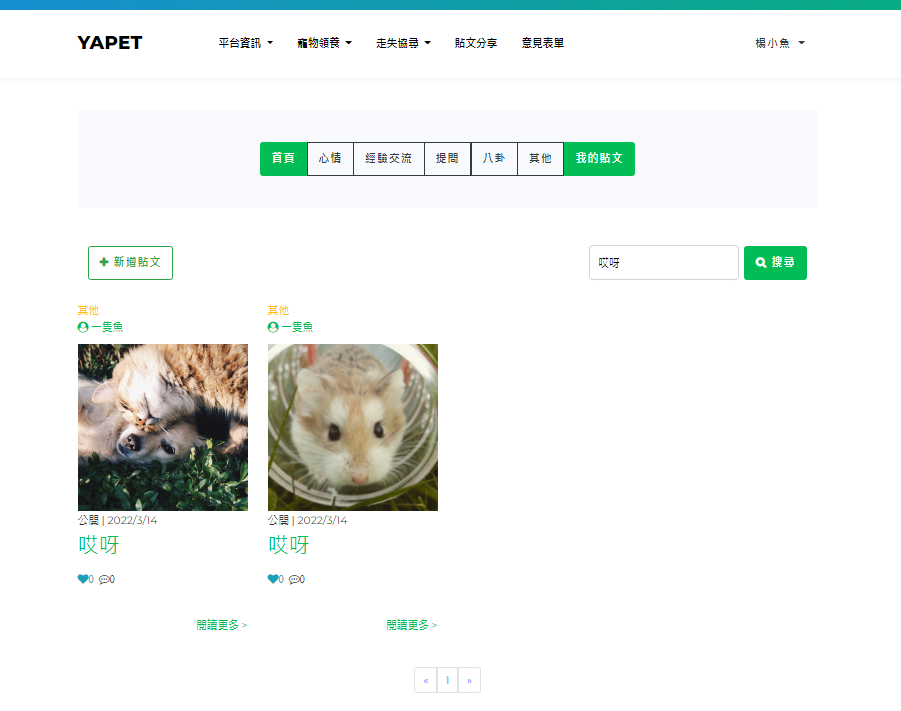 YAPET 平台資訊 寵物領養 走失協尋 貼文分享 意見表單 楊小魚
首頁 心情 經驗交流 提問 八卦 其他 我的貼文
新增貼文 哎呀 搜尋
其他 其他
一隻魚 一隻魚
公開 | 2022/3/14 公開 | 2022/3/14
哎呀 哎呀
0 0 0 0
閱讀更多 > 閱讀更多 >
« 1 »